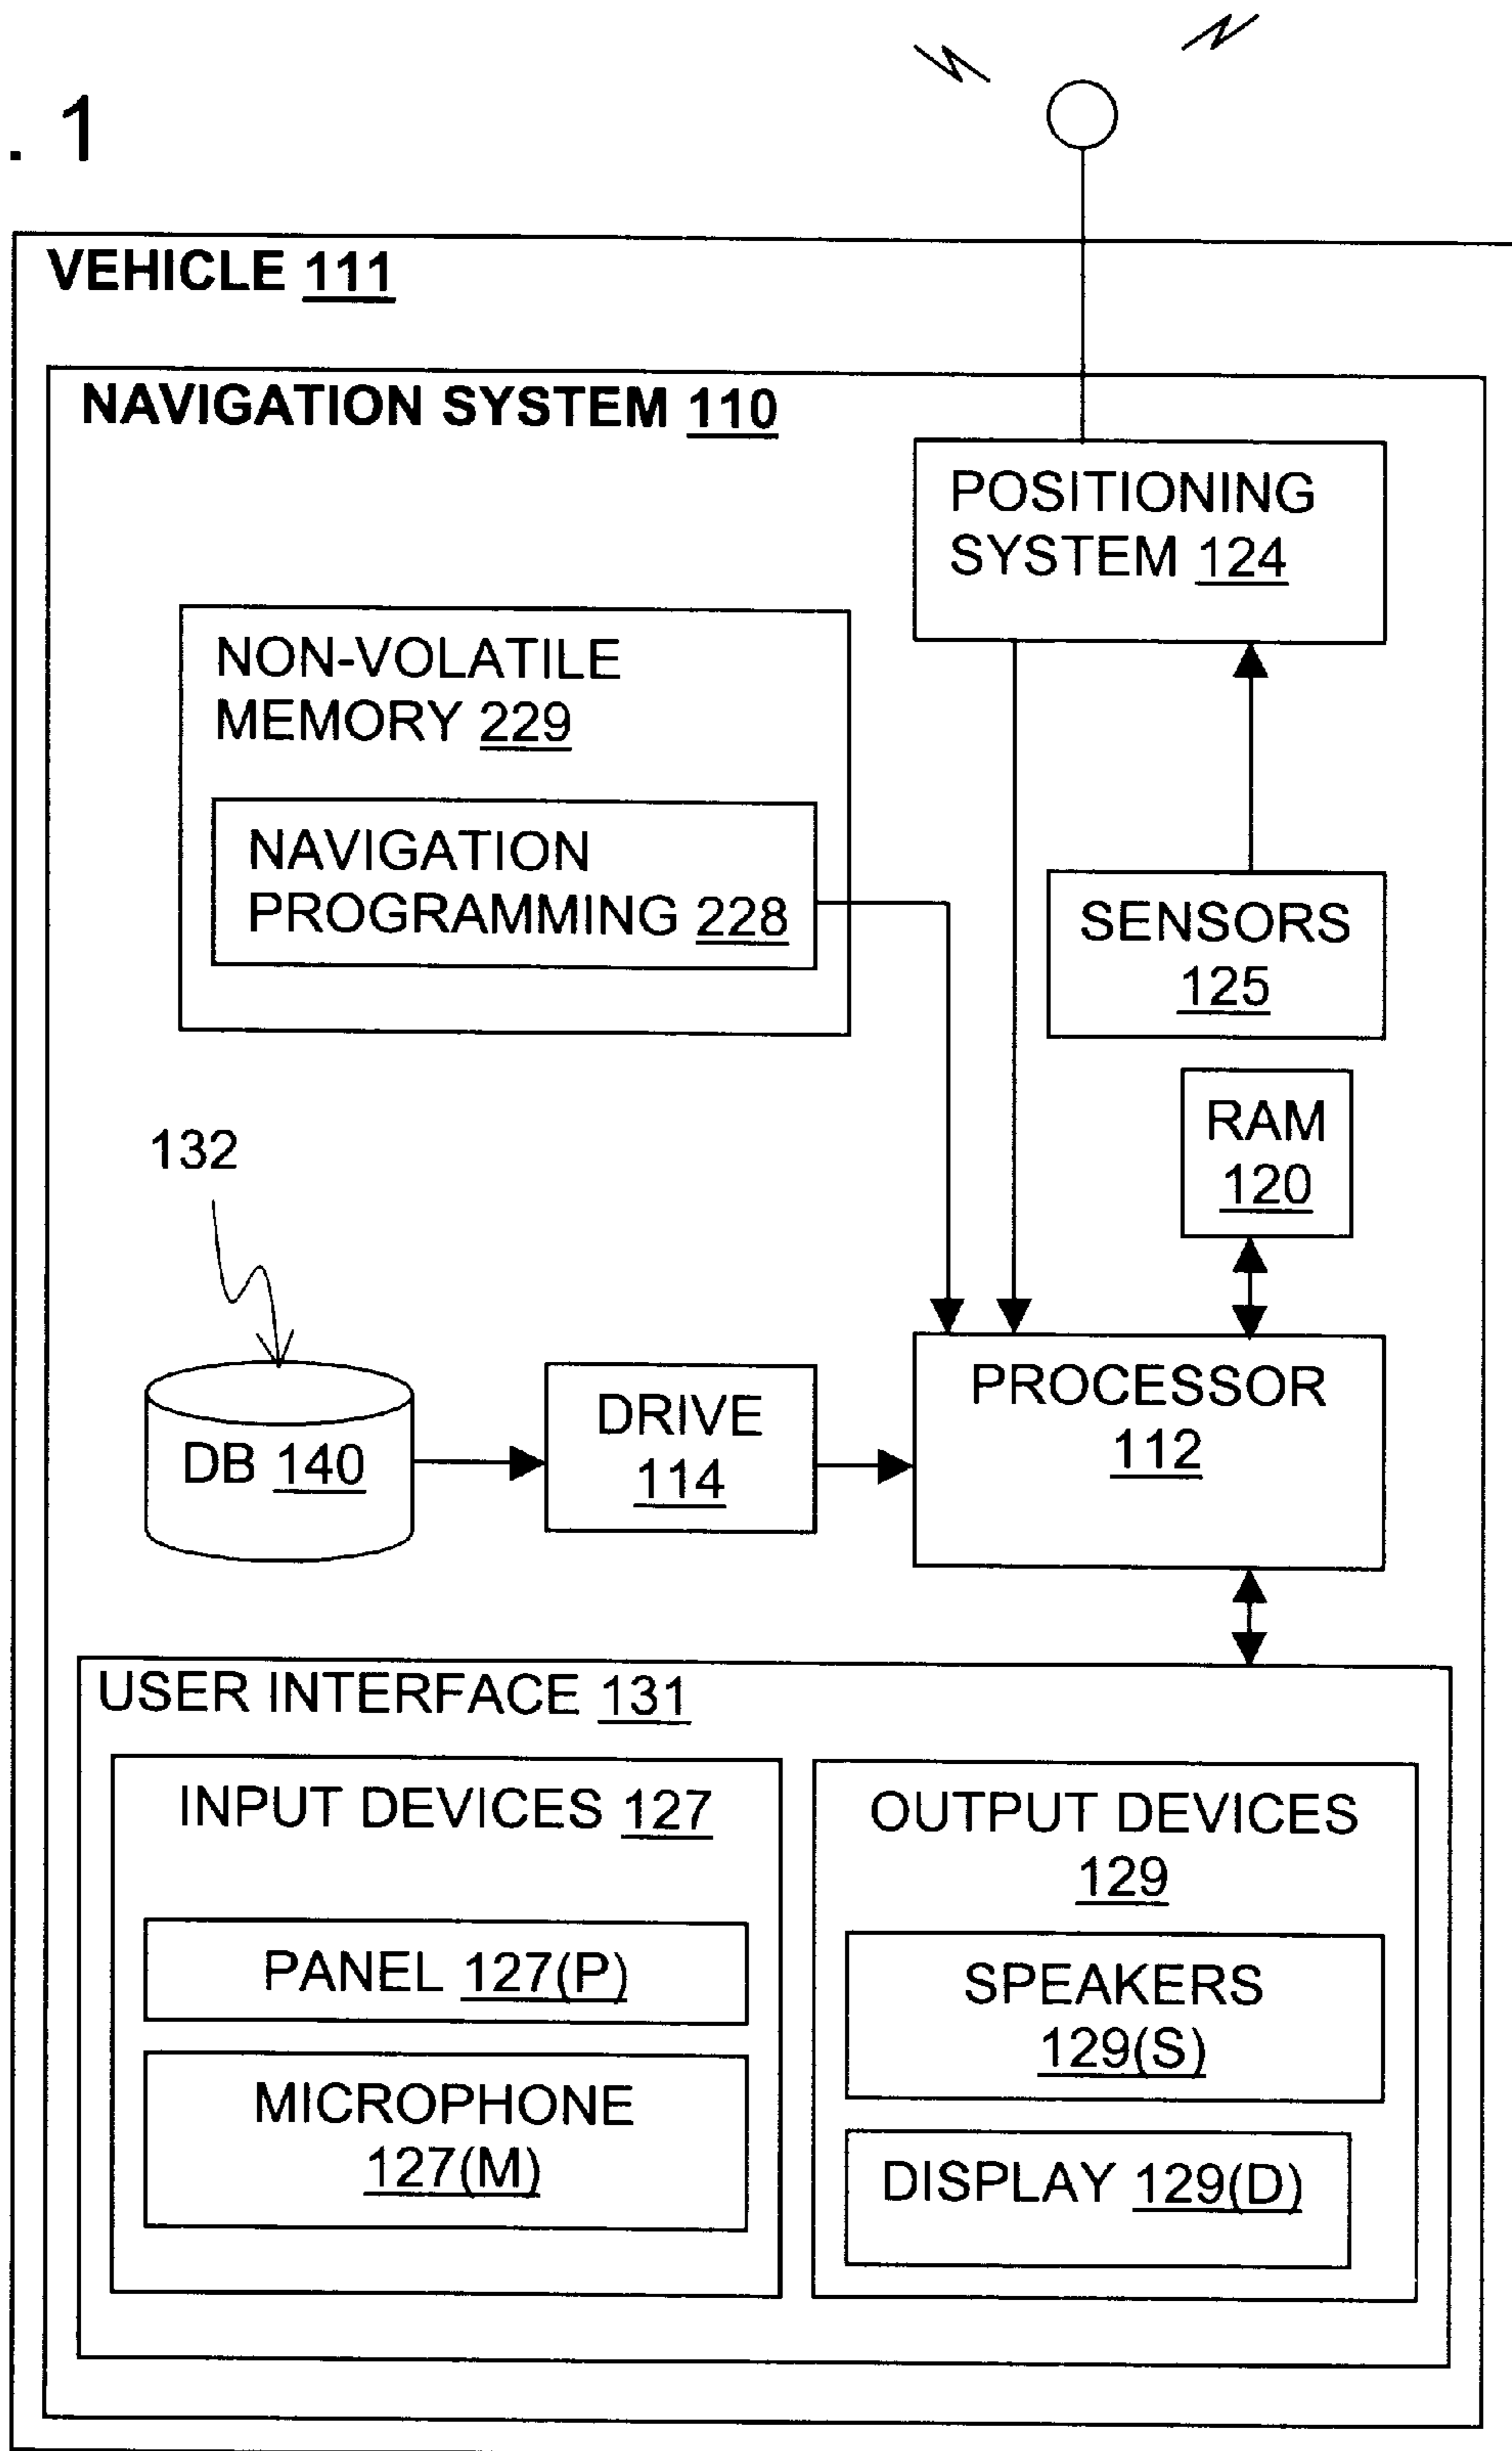 . 1
VEHICLE 111
NAVIGATION SYSTEM 110
POSITIONING
SYSTEM 124
NON-VOLATILE
MEMORY 229
NAVIGATION
PROGRAMMING 228
SENSORS
125
RAM
120
132
PROCESSOR
112
DRIVE
114
DB 140
USER INTERFACE 131
INPUT DEVICES 127
PANEL 127(P)
MICROPHONE
127(M)
OUTPUT DEVICES
129
SPEAKERS
129(S)
DISPLAY 129(D)